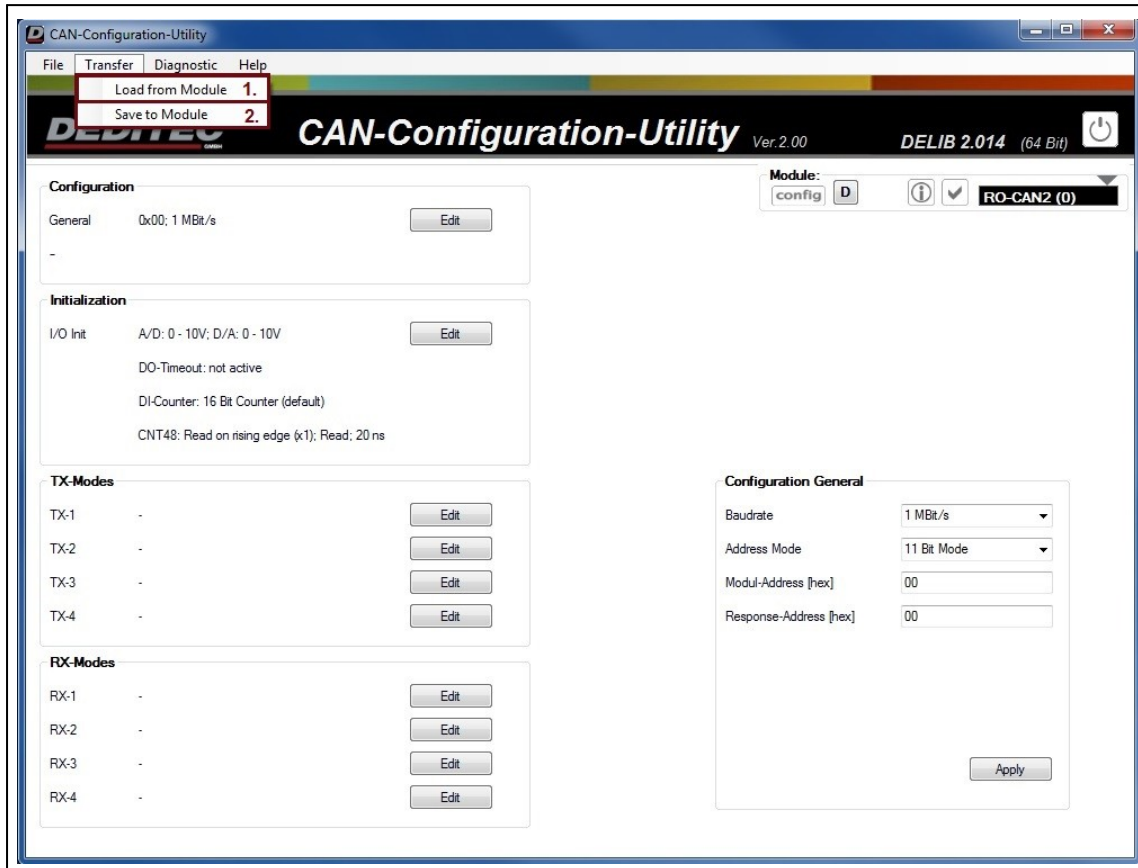 CAN-Configuration-Utility
File Transfer Diagnostic Help
Load from Module 1.
Save to Module 2.
DEDITEC
GMBH
CAN-Configuration-Utility Ver.2.00 DELIB 2.014 (64 Bit)
Module:
config D RO-CAN2 (0)
Configuration
General 0x00; 1 MBit/s Edit
-
Initialization
I/O Init A/D: 0 - 10V; D/A: 0 - 10V Edit
DO-Timeout: not active
DI-Counter: 16 Bit Counter (default)
CNT48: Read on rising edge (x1); Read; 20 ns
TX-Modes
TX-1 - Edit
TX-2 - Edit
TX-3 - Edit
TX-4 - Edit
RX-Modes
RX-1 - Edit
RX-2 - Edit
RX-3 - Edit
RX-4 - Edit
Configuration General
Baudrate 1 MBit/s
Address Mode 11 Bit Mode
Modul-Address [hex] 00
Response-Address [hex] 00
Apply